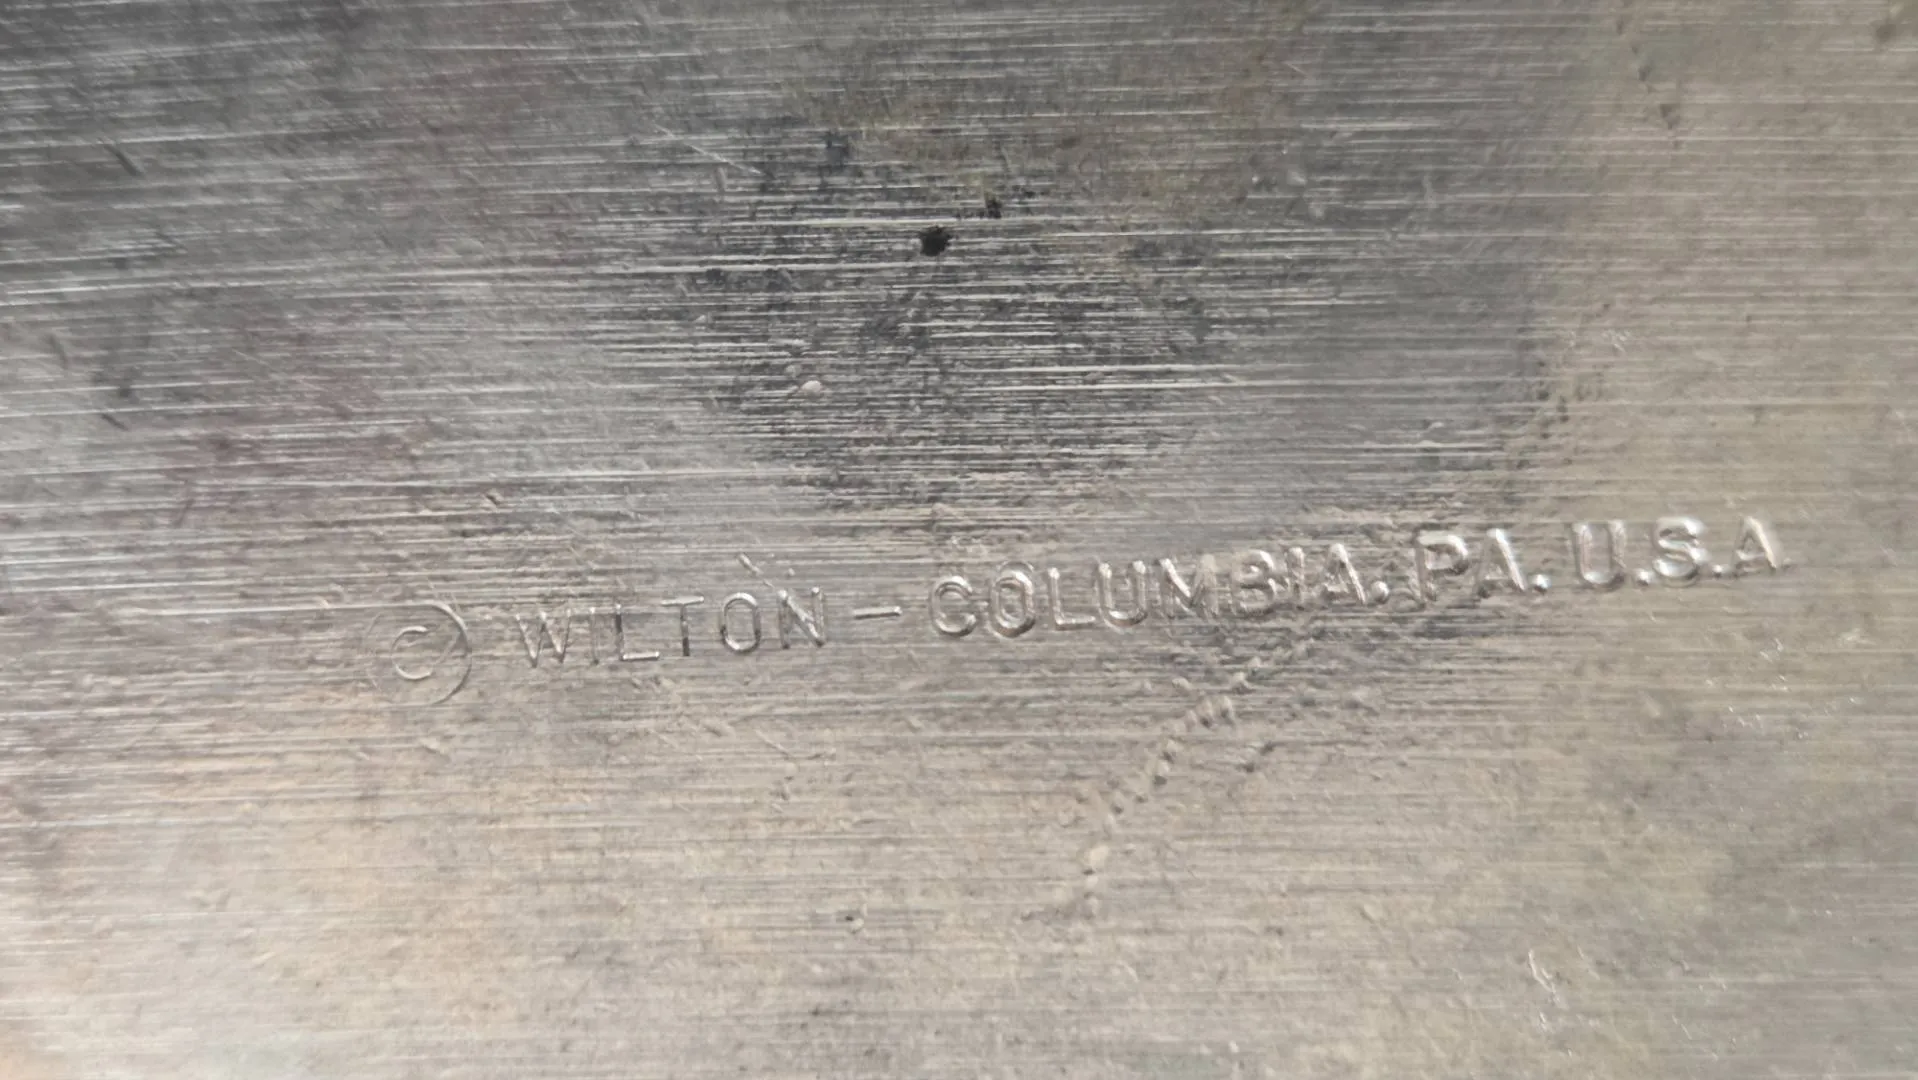 © WILTON – COLUMBIA, PA. U.S.A